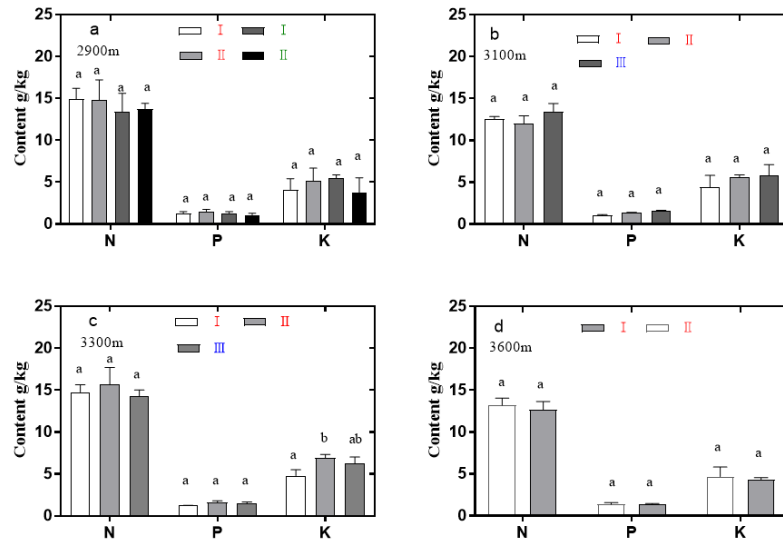 25
a
I
I
2900m
II
II
20
a a a a
15
a a a a
10
a a a a
5
0
N P K
Content g/kg
25
b
I
II
3100m
III
20
a a a
15
a a a
10
a a a
5
0
N P K
Content g/kg
25
c
I
II
3300m
III
20
a a a
15
a b ab
10
a a a
5
0
N P K
Content g/kg
25
d
I
II
3600m
20
a a
15
a a
10
a a
5
0
N P K
Content g/kg